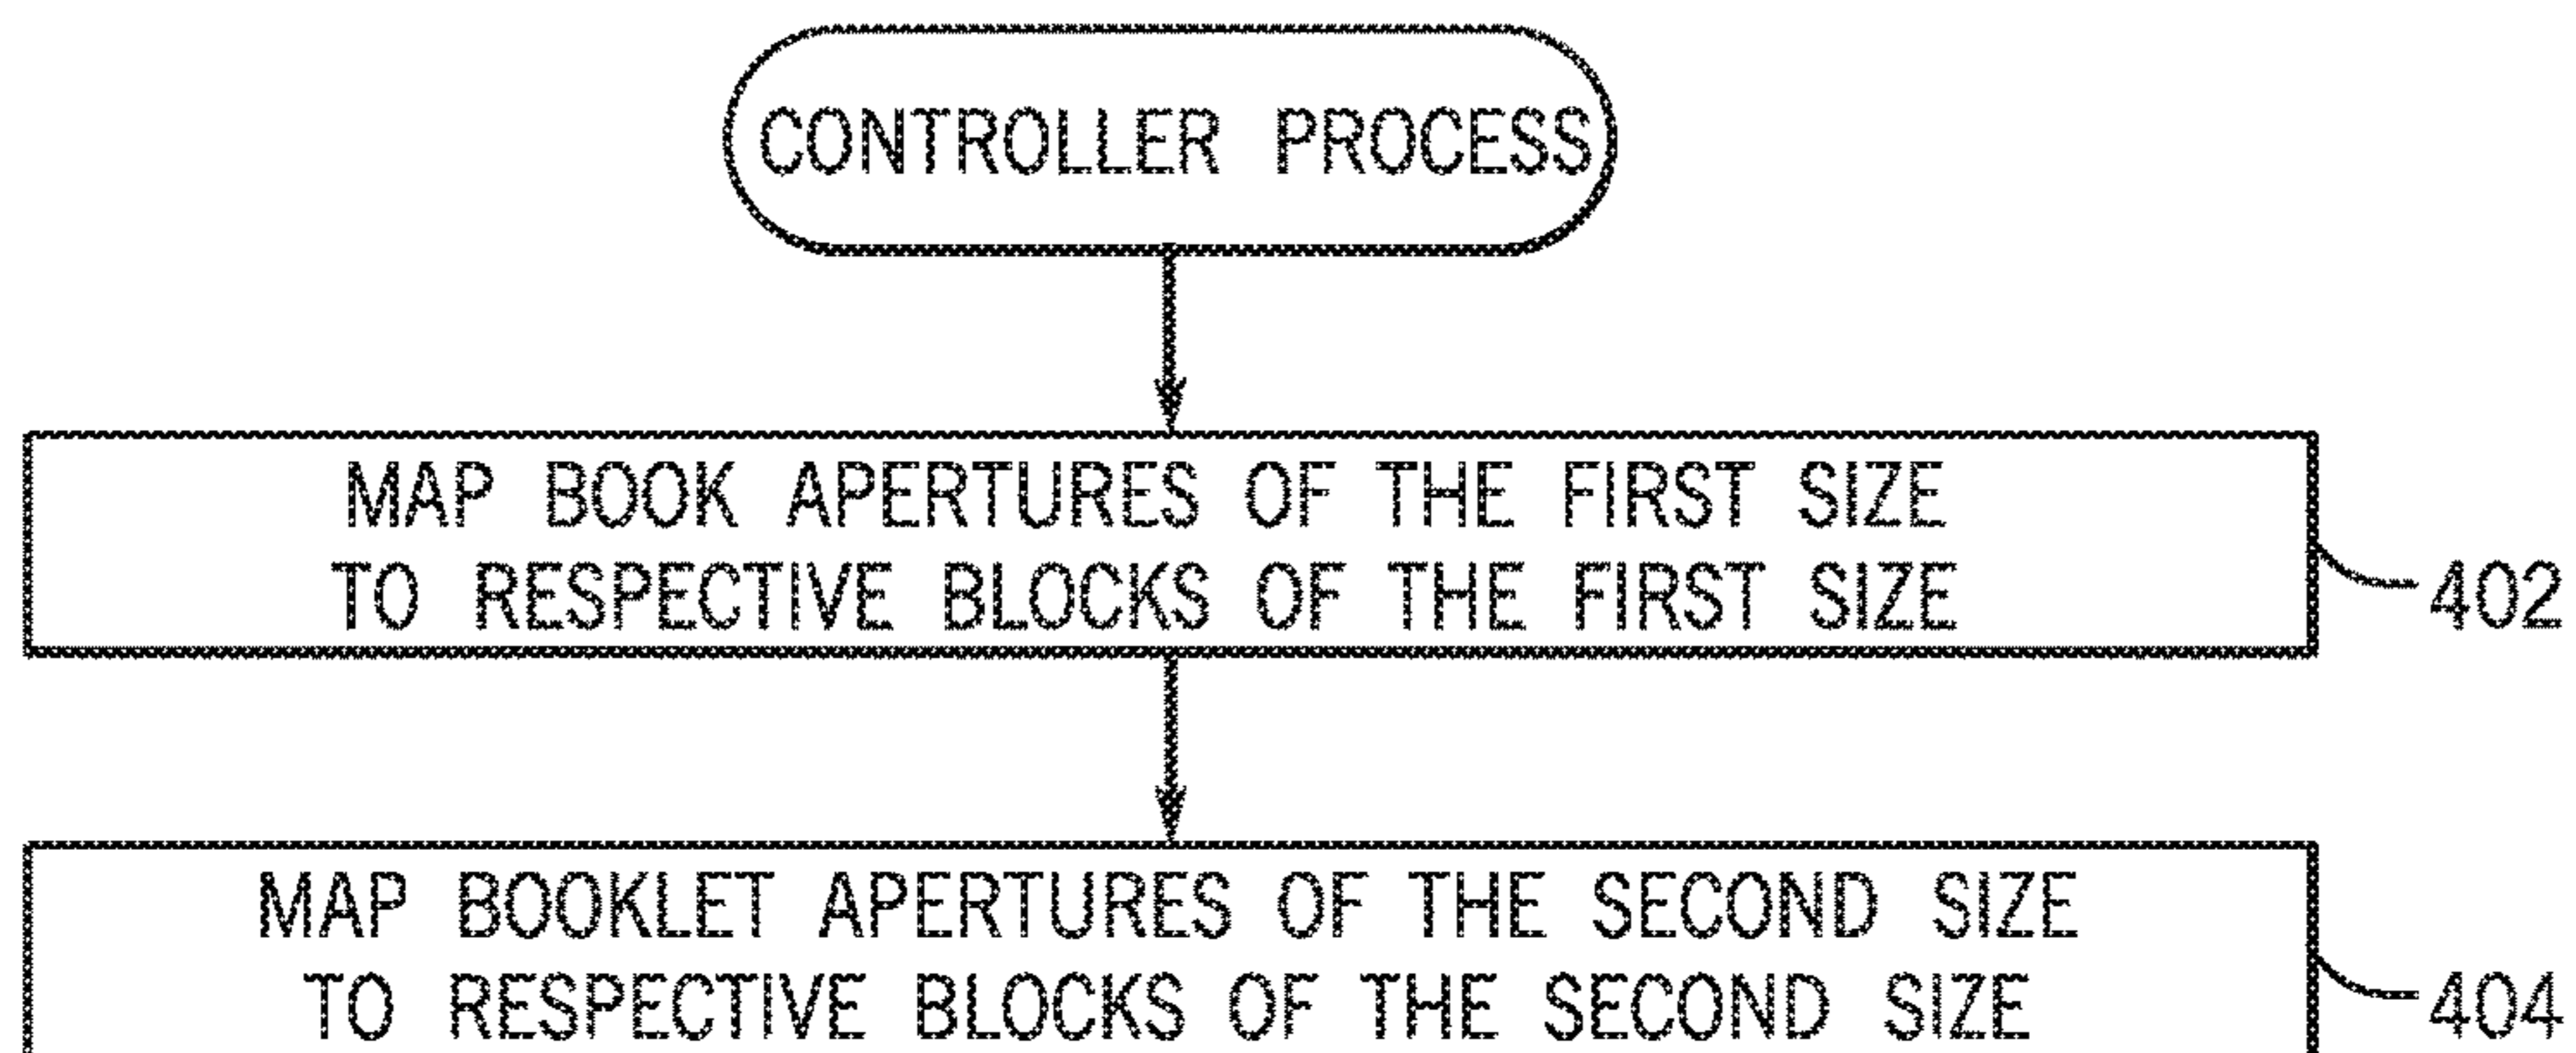 CONTROLLER PROCESS
MAP BOOK APERTURES OF THE FIRST SIZE
TO RESPECTIVE BLOCKS OF THE FIRST SIZE
402
MAP BOOKLET APERTURES OF THE SECOND SIZE
TO RESPECTIVE BLOCKS OF THE SECOND SIZE
404